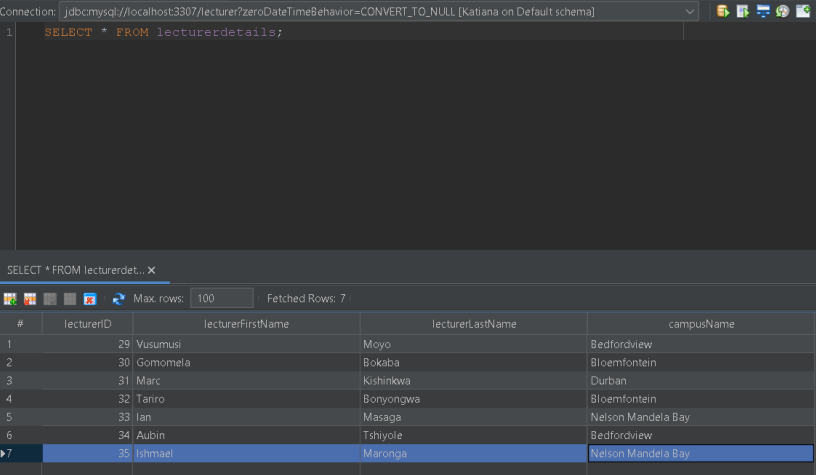 Connection: jdbc:mysql://localhost:3307/lecturer?zeroDateTimeBehavior=CONVERT_TO_NULL [Katiana on Default schema]
1 SELECT * FROM lecturerdetails;
SELECT * FROM lecturerdet...
Max. rows: 100 Fetched Rows: 7
# lecturerID lecturerFirstName lecturerLastName campusName
1 29 Vusumusi Moyo Bedfordview
2 30 Gomomela Bokaba Bloemfontein
3 31 Marc Kishinkwa Durban
4 32 Tariro Bonyongwa Bloemfontein
5 33 Ian Masaga Nelson Mandela Bay
6 34 Aubin Tshiyole Bedfordview
7 35 Ishmael Maronga Nelson Mandela Bay